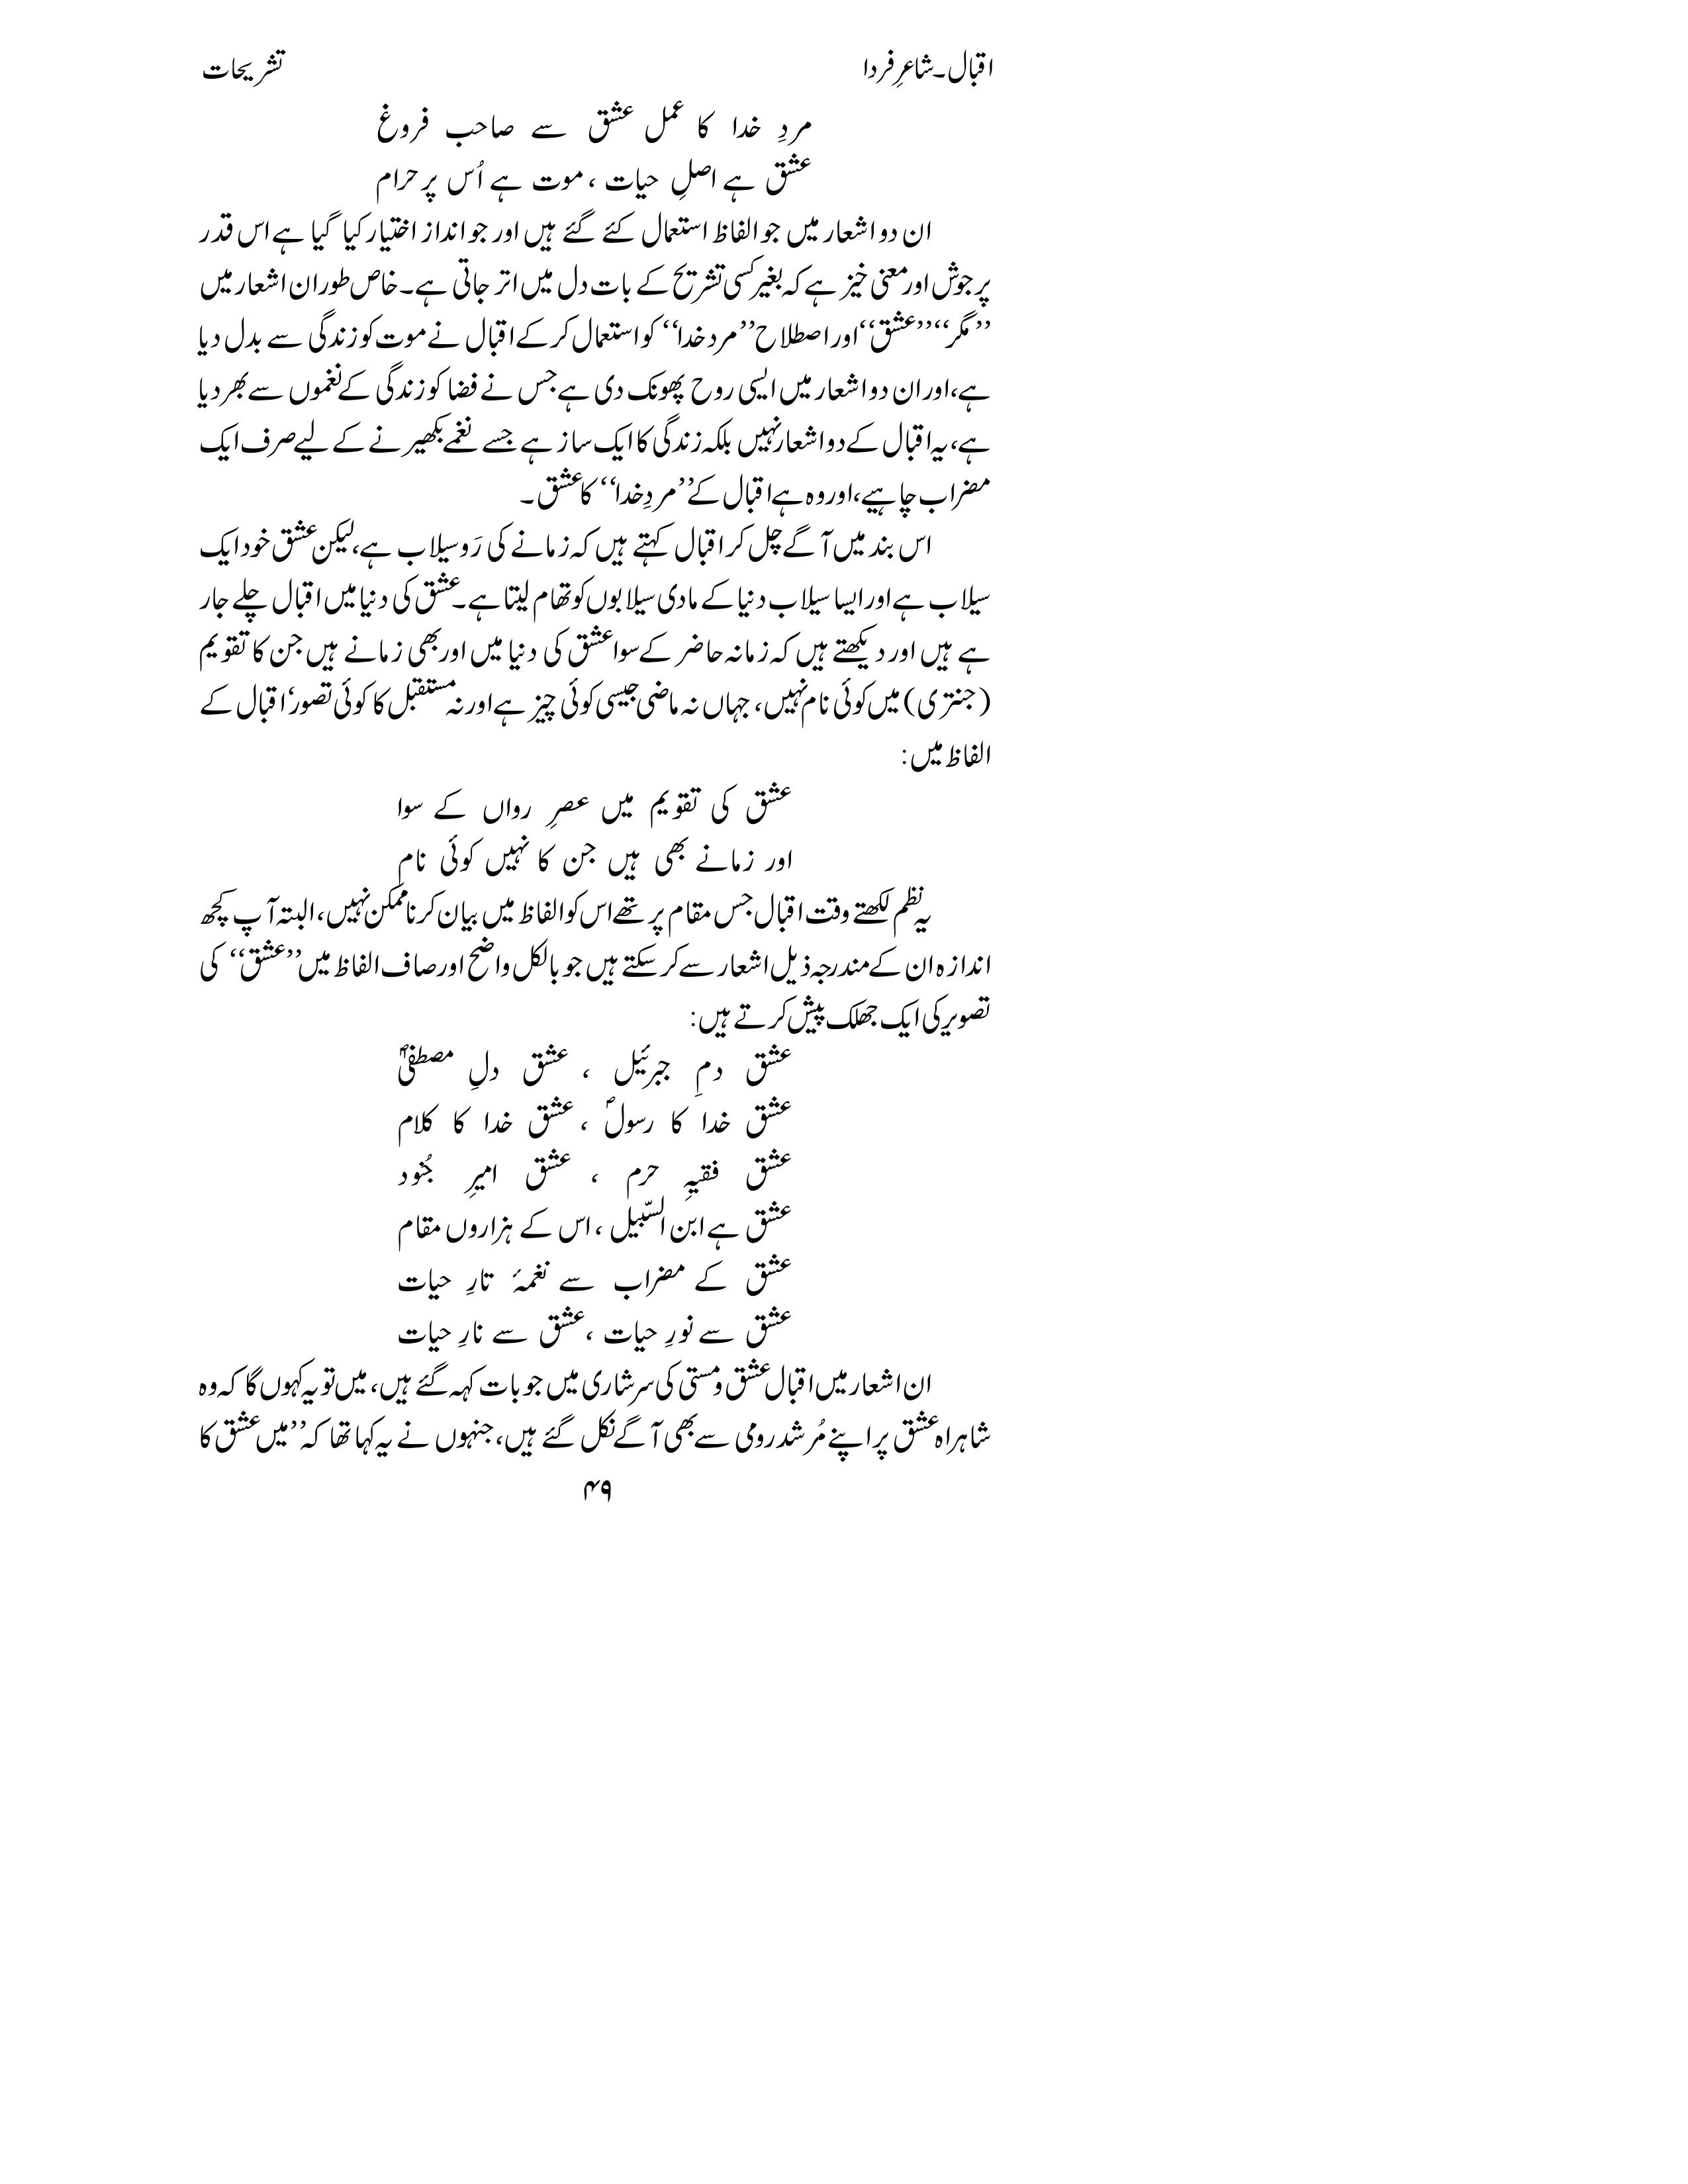 اقبال۔شاعرِفردا تشریحات
مردِ خدا کا عمل عشق سے صاحب فروغ
عشق ہے اصلِ حیات ، موت ہے اُس پر حرام
ان دو اشعار میں جو الفاظ استعمال کئے گئے ہیں اور جو انداز اختیار کیا گیا ہے اس قدر
پر جوش اور معنی خیز ہے کہ بغیر کسی تشریح کے بات دل میں اتر جاتی ہے۔ خاص طور ان اشعار میں
’’مگر‘‘ ’’عشق‘‘ اور اصطلاح ’’مرد خدا‘‘ کو استعمال کر کے اقبال نے موت کو زندگی سے بدل دیا
ہے، اور ان دو اشعار میں ایسی روح پھونک دی ہے جس نے فضا کو زندگی کے نغموں سے بھر دیا
ہے، یہ اقبال کے دو اشعار نہیں بلکہ زندگی کا ایک ساز ہے جسے نغمے بکھیر نے کے لیے صرف ایک
مضراب چاہیے، اور وہ ہے اقبال کے ’’مردِ خدا‘‘ کا عشق ۔
اس بند میں آگے چل کر اقبال کہتے ہیں کہ زمانے کی رَو سیلاب ہے، لیکن عشق خود ایک
سیلاب ہے اور ایسا سیلاب دنیا کے مادی سیلابوں کو تھام لیتا ہے۔ عشق کی دنیا میں اقبال چلے جار
ہے ہیں اور دیکھتے ہیں کہ زمانہ حاضر کے سوا عشق کی دنیا میں اور بھی زمانے ہیں جن کا تقویم
(جنتری) میں کوئی نام نہیں، جہاں نہ ماضی جیسی کوئی چیز ہے اور نہ مستقبل کا کوئی تصور‘ اقبال کے
الفاظ میں:
عشق کی تقویم میں عصرِ رواں کے سوا
اور زمانے بھی ہیں جن کا نہیں کوئی نام
یہ نظم لکھتے وقت اقبال جس مقام پر تھے اس کو الفاظ میں بیان کرنا ممکن نہیں، البتہ آپ کچھ
اندازہ ان کے مندرجہ ذیل اشعار سے کر سکتے ہیں جو بالکل واضح اور صاف الفاظ میں ’’عشق‘‘ کی
تصویر کی ایک جھلک پیش کرتے ہیں:
عشق دمِ جبرئیل ، عشق دلِ مصطفیؐ
عشق خدا کا رسولؐ ، عشق خدا کا کلام
عشق فقیہِ حرم ، عشق امیرِ جُنود
عشق ہے ابن السّبیل ، اس کے ہزاروں مقام
عشق کے مضراب سے نغمۂ تارِ حیات
عشق سے نورِ حیات ، عشق سے نارِ حیات
ان اشعار میں اقبال عشق و مستی کی سرشاری میں جو بات کہہ گئے ہیں، میں تو یہ کہوں گا کہ وہ
شاہراہ عشق پر اپنے مُرشد رومی سے بھی آگے نکل گئے ہیں، جنہوں نے یہ کہا تھا کہ ’’میں عشق کا
۴۹